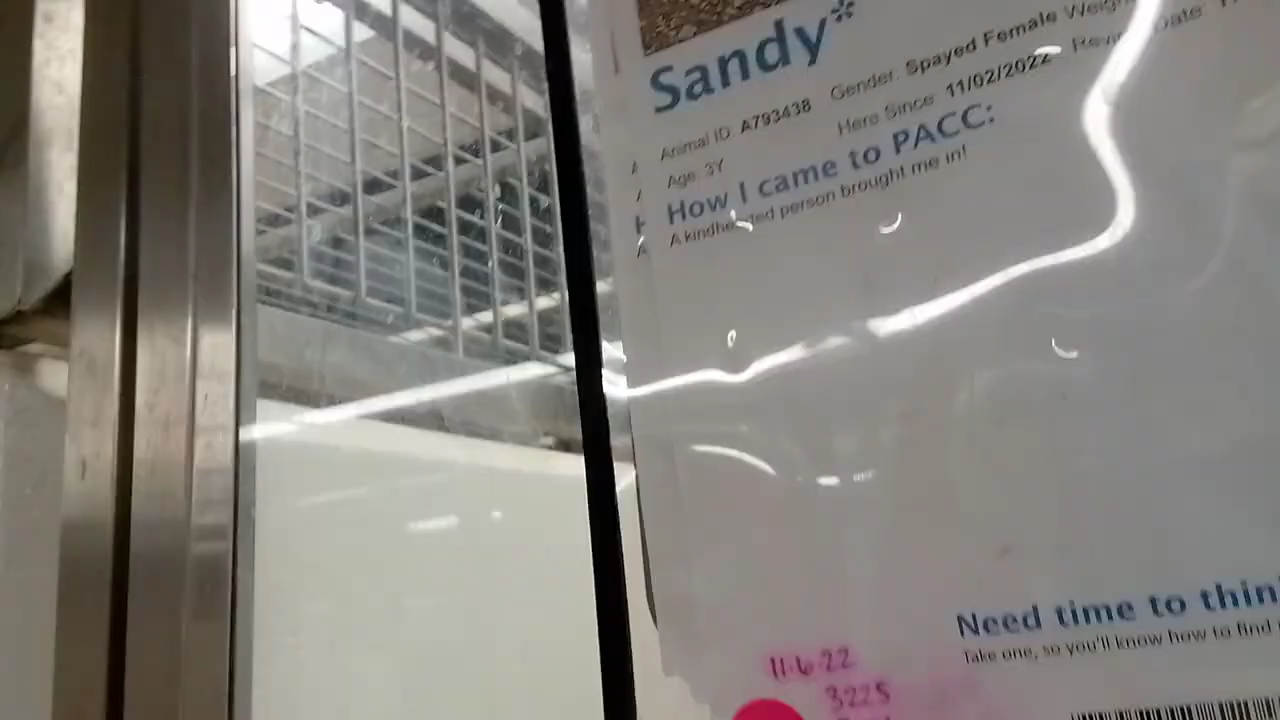 Sandy*
Animal ID: A793438 Gender: Spayed Female
Age: 3Y Here Since: 11/02/2022
How I came to PACC:
A kindhearted person brought me in!
Need time to thin
Take one, so you'll know how to find
11-6-22
3225